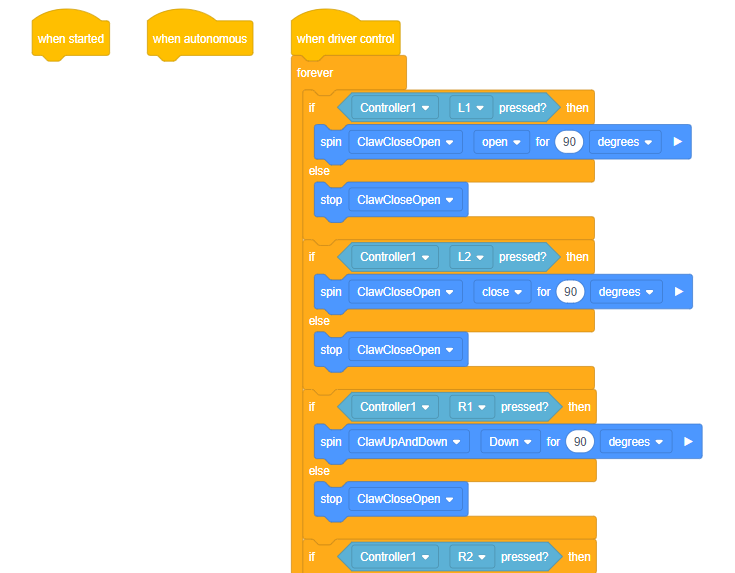 when started
when autonomous
when driver control
forever
if Controller1 L1 pressed? then
spin ClawCloseOpen open for 90 degrees
else
stop ClawCloseOpen
if Controller1 L2 pressed? then
spin ClawCloseOpen close for 90 degrees
else
stop ClawCloseOpen
if Controller1 R1 pressed? then
spin ClawUpAndDown Down for 90 degrees
else
stop ClawCloseOpen
if Controller1 R2 pressed? then